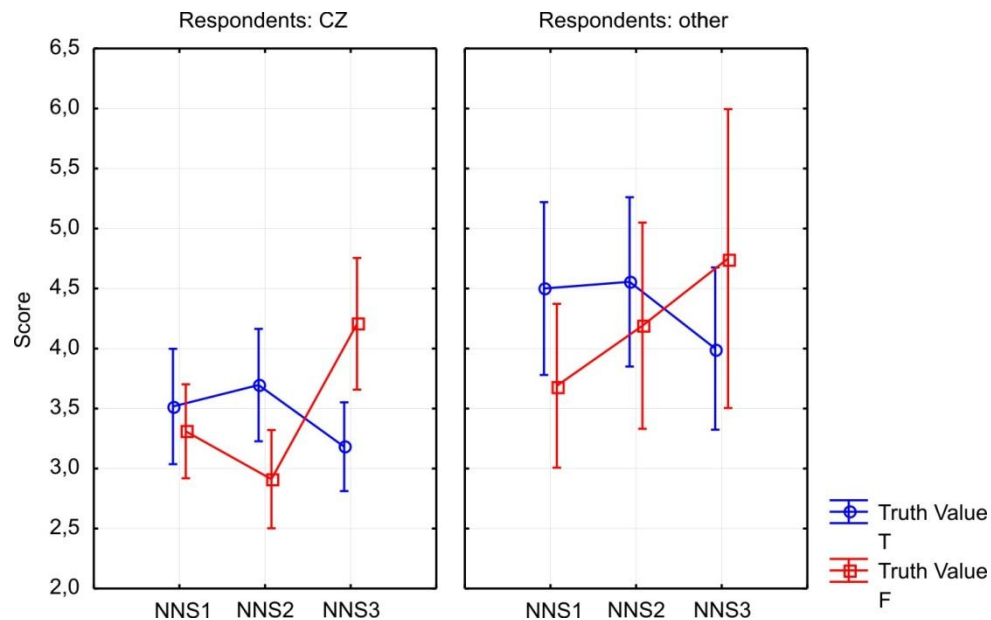 Respondents: CZ
Respondents: other
6,5
6,0
5,5
5,0
4,5
4,0
3,5
3,0
2,5
2,0
Score
NNS1 NNS2 NNS3
NNS1 NNS2 NNS3
Truth Value
T
Truth Value
F